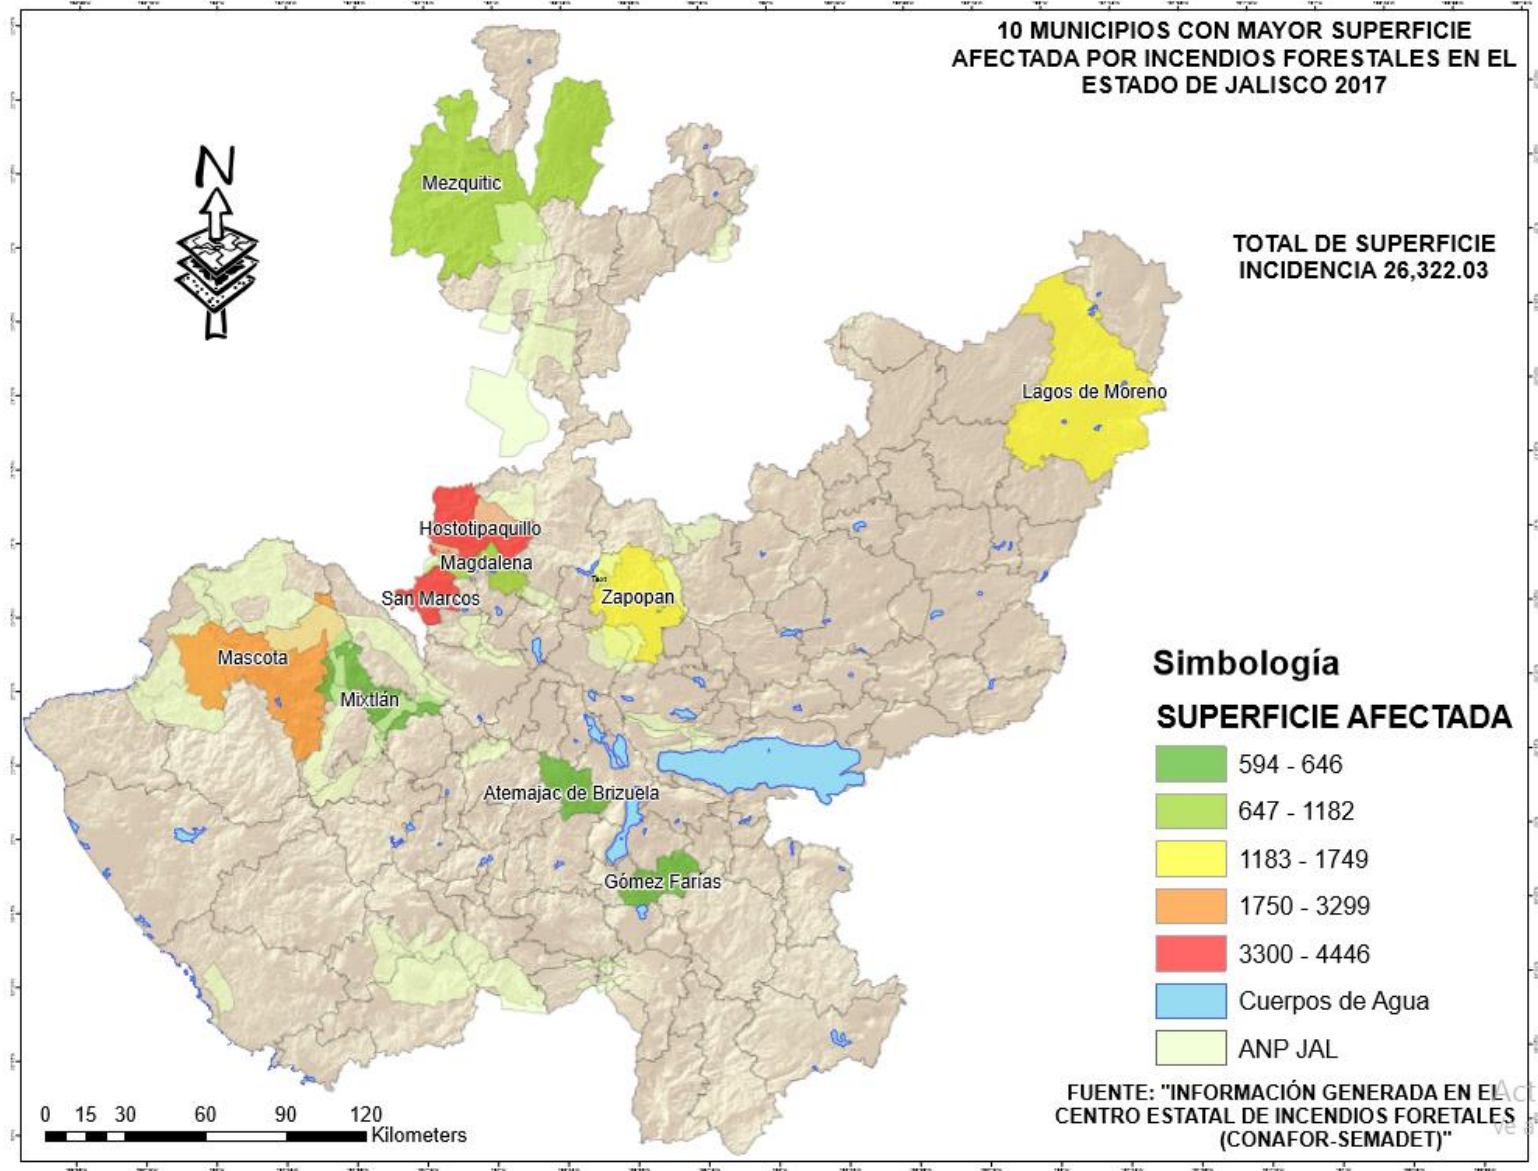 10 MUNICIPIOS CON MAYOR SUPERFICIE
AFECTADA POR INCENDIOS FORESTALES EN EL
ESTADO DE JALISCO 2017
N
TOTAL DE SUPERFICIE
INCIDENCIA 26,322.03
Mezquitic
Lagos de Moreno
Hostotipaquillo
Magdalena
San Marcos
Text
Zapopan
Mascota
Mixtlán
Atemajac de Brizuela
Gómez Farías
Simbología
SUPERFICIE AFECTADA
594 - 646
647 - 1182
1183 - 1749
1750 - 3299
3300 - 4446
Cuerpos de Agua
ANP JAL
FUENTE: "INFORMACIÓN GENERADA EN EL
CENTRO ESTATAL DE INCENDIOS FORETALES
(CONAFOR-SEMADET)"
0 15 30 60 90 120
Kilometers
Act